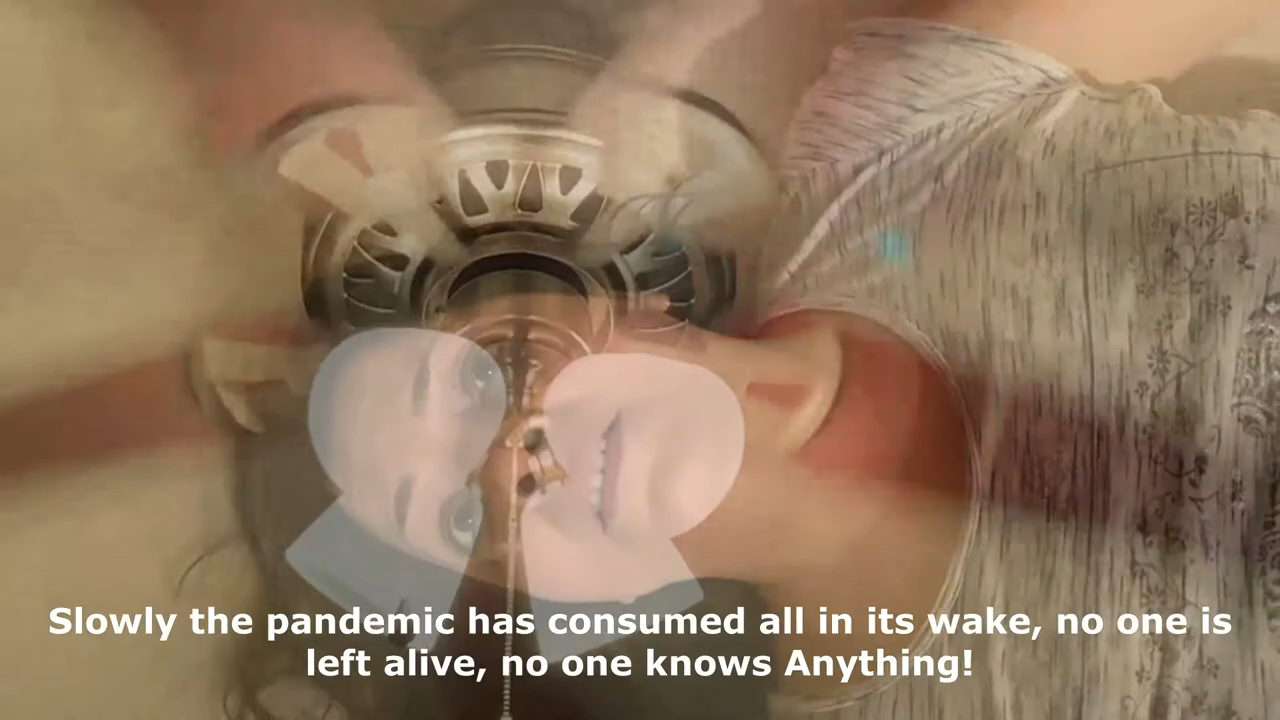 Slowly the pandemic has consumed all in its wake, no one is
left alive, no one knows Anything!